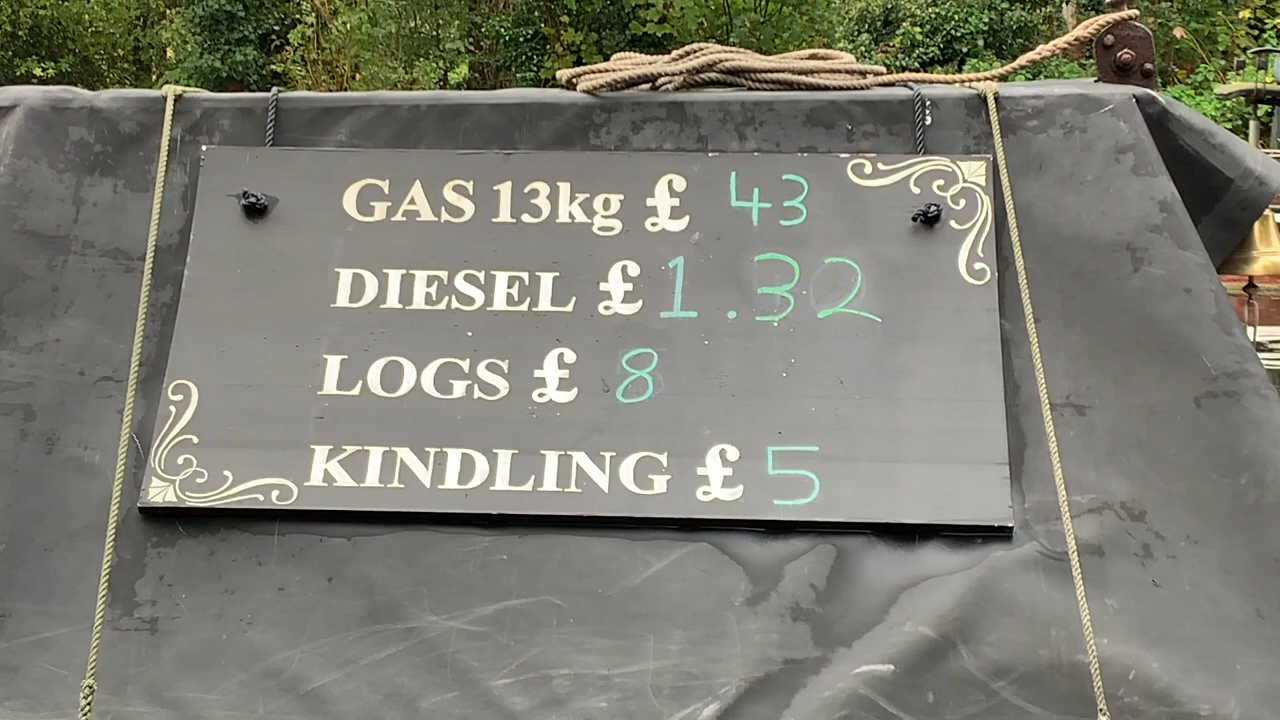 GAS 13kg £ 43
DIESEL £ 1.32
LOGS £ 8
KINDLING £ 5